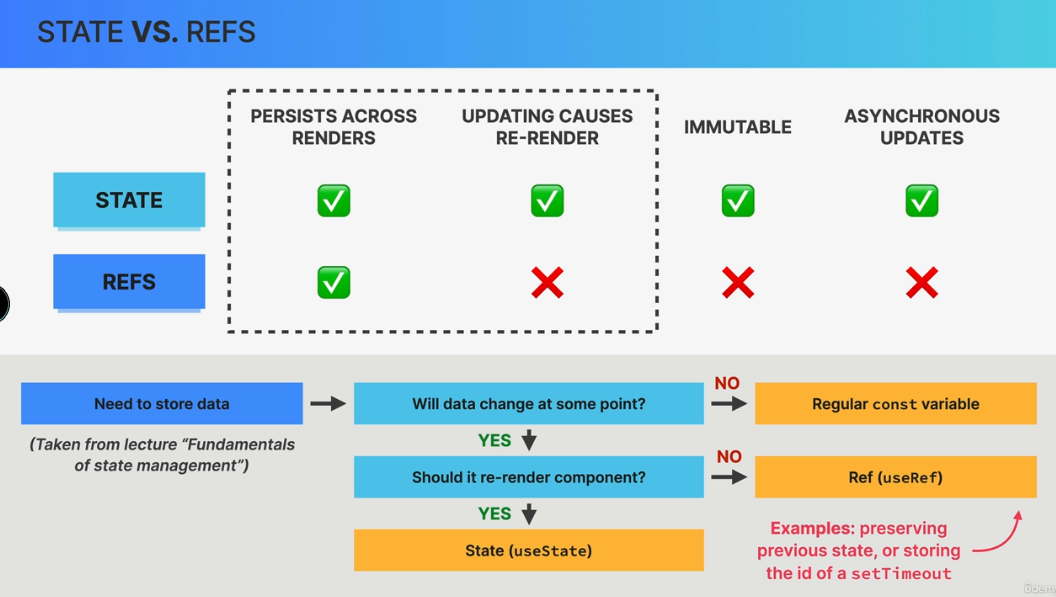 STATE VS. REFS
PERSISTS ACROSS
RENDERS
UPDATING CAUSES
RE-RENDER
IMMUTABLE
ASYNCHRONOUS
UPDATES
STATE
REFS
Need to store data
Will data change at some point?
NO
Regular const variable
(Taken from lecture “Fundamentals
of state management”)
YES
Should it re-render component?
NO
Ref (useRef)
YES
State (useState)
Examples: preserving
previous state, or storing
the id of a setTimeout